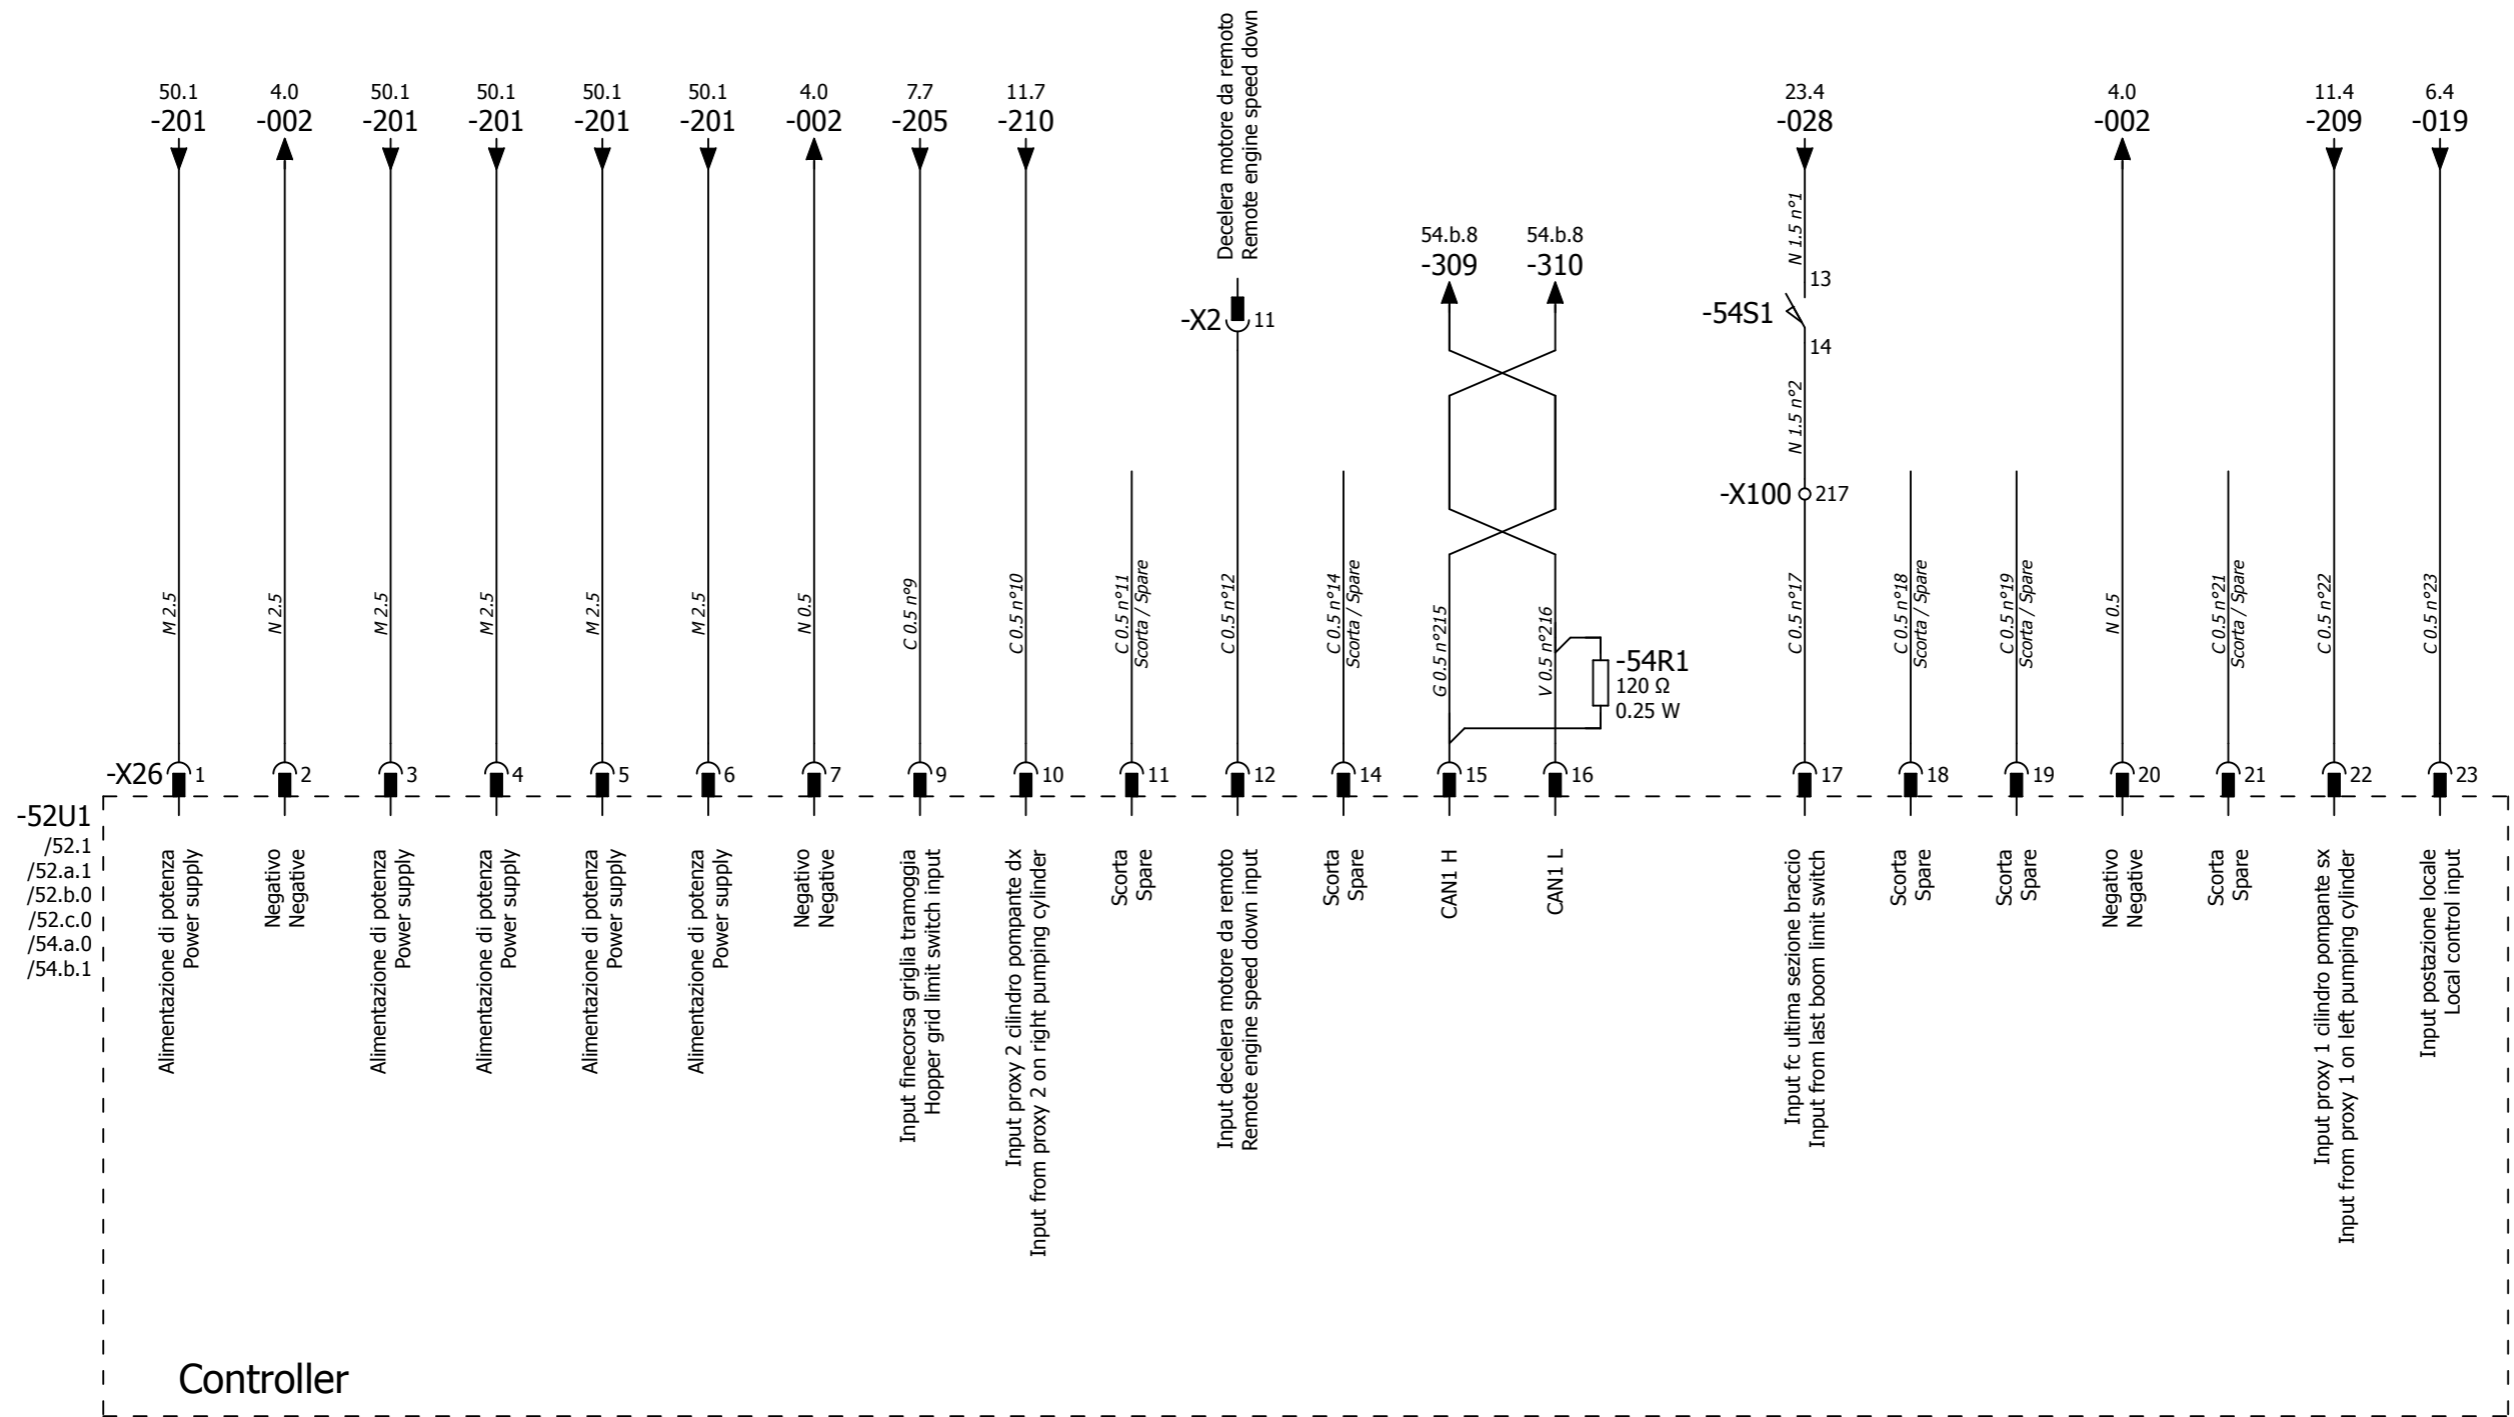 Decelera motore da remoto
Remote engine speed down
50.1
-201
4.0
-002
50.1
-201
50.1
-201
50.1
-201
50.1
-201
4.0
-002
7.7
-205
11.7
-210
23.4
-028
4.0
-002
11.4
-209
6.4
-019
54.b.8
-309
54.b.8
-310
N 1.5 n°1
13
-X2
11
-54S1
14
N 1.5 n°2
-X100
217
M 2.5
N 2.5
M 2.5
M 2.5
M 2.5
M 2.5
N 0.5
C 0.5 n°9
C 0.5 n°10
C 0.5 n°11
Scorta / Spare
C 0.5 n°12
C 0.5 n°14
Scorta / Spare
G 0.5 n°215
V 0.5 n°216
-54R1
120 Ω
0.25 W
C 0.5 n°17
C 0.5 n°18
Scorta / Spare
C 0.5 n°19
Scorta / Spare
N 0.5
C 0.5 n°21
Scorta / Spare
C 0.5 n°22
C 0.5 n°23
-X26
1
2
3
4
5
6
7
9
10
11
12
14
15
16
17
18
19
20
21
22
23
-52U1
/52.1
/52.a.1
/52.b.0
/52.c.0
/54.a.0
/54.b.1
Alimentazione di potenza
Power supply
Negativo
Negative
Alimentazione di potenza
Power supply
Alimentazione di potenza
Power supply
Alimentazione di potenza
Power supply
Alimentazione di potenza
Power supply
Negativo
Negative
Input finecorsa griglia tramoggia
Hopper grid limit switch input
Input proxy 2 cilindro pompante dx
Input from proxy 2 on right pumping cylinder
Scorta
Spare
Input decelera motore da remoto
Remote engine speed down input
Scorta
Spare
CAN1 H
CAN1 L
Input fc ultima sezione braccio
Input from last boom limit switch
Scorta
Spare
Scorta
Spare
Negativo
Negative
Scorta
Spare
Input proxy 1 cilindro pompante sx
Input from proxy 1 on left pumping cylinder
Input postazione locale
Local control input
Controller